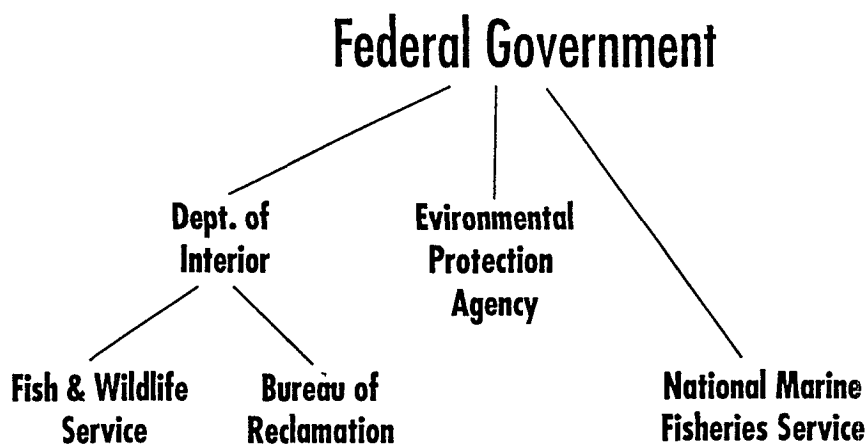 Federal Government
Dept. of
Interior
Evironmental
Protection
Agency
Fish & Wildlife
Service
Bureau of
Reclamation
National Marine
Fisheries Service